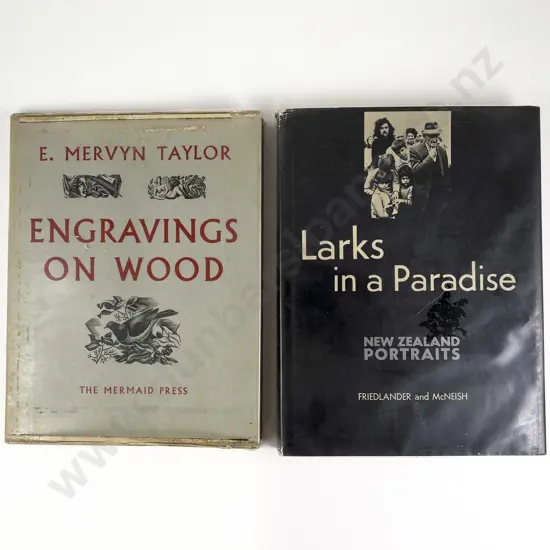 E. MERVYN TAYLOR
ENGRAVINGS
ON WOOD
THE MERMAID PRESS
Larks
in a Paradise
NEW ZEALAND
PORTRAITS
FRIEDLANDER and McNEISH